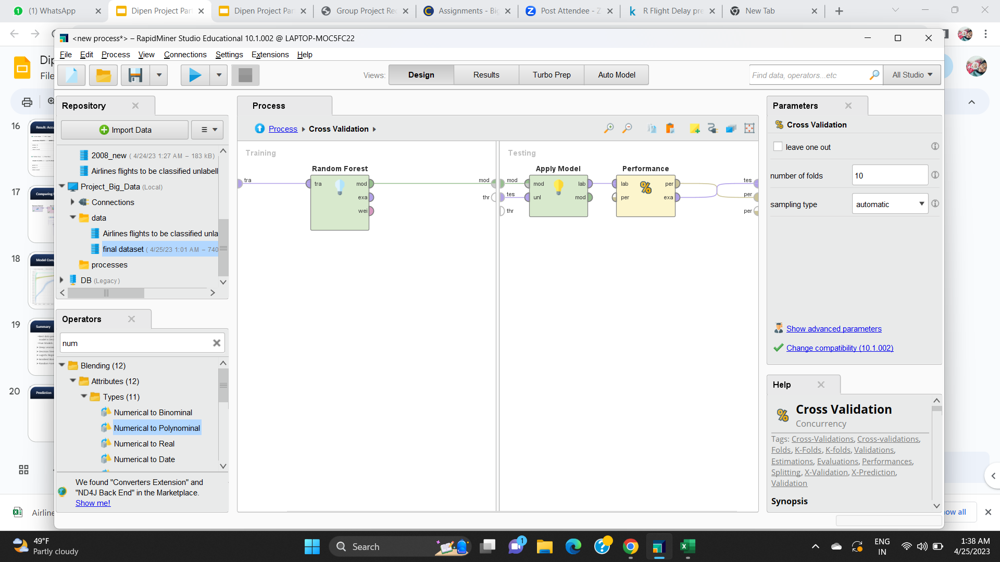 (1) WhatsApp
Dipen Project Par
Dipen Project Par
Group Project Re
Assignments - Big
Post Attendee - Z
R Flight Delay pre
New Tab
<new process*> – RapidMiner Studio Educational 10.1.002 @ LAPTOP-MOC5FC22
File Edit Process View Connections Settings Extensions Help
Dip
File
Views:
Design
Results
Turbo Prep
Auto Model
Find data, operators...etc
All Studio
Repository
Import Data
2008_new ( 4/24/23 1:27 AM – 183 kB)
Airlines flights to be classified unlabell
Project_Big_Data (Local)
Connections
data
Airlines flights to be classified unla
final dataset ( 4/25/23 1:01 AM – 740
processes
DB (Legacy)
Operators
num
Blending (12)
Attributes (12)
Types (11)
Numerical to Binominal
Numerical to Polynominal
Numerical to Real
Numerical to Date
We found "Converters Extension" and
"ND4J Back End" in the Marketplace.
Show me!
Process
Process Cross Validation
Training
tra
Random Forest
tra mod
exa
wei
mod
thr
Testing
mod
tes
thr
Apply Model
mod lab
unl mod
Performance
lab per
per exa
tes
per
per
Parameters
Cross Validation
leave one out
number of folds 10
sampling type automatic
Show advanced parameters
Change compatibility (10.1.002)
Help
Cross Validation
Concurrency
Tags: Cross-Validations, Cross-validations,
Folds, K-Folds, K-folds, Validations,
Estimations, Evaluations, Performances,
Splitting, X-Validation, X-Prediction,
Validation
Synopsis
16
Result: Accu
17
Comparing
18
Model Com
19
Summary
20
Prediction
Airline
ow all
49°F
Partly cloudy
Search
1
ENG
IN
1:38 AM
4/25/2023